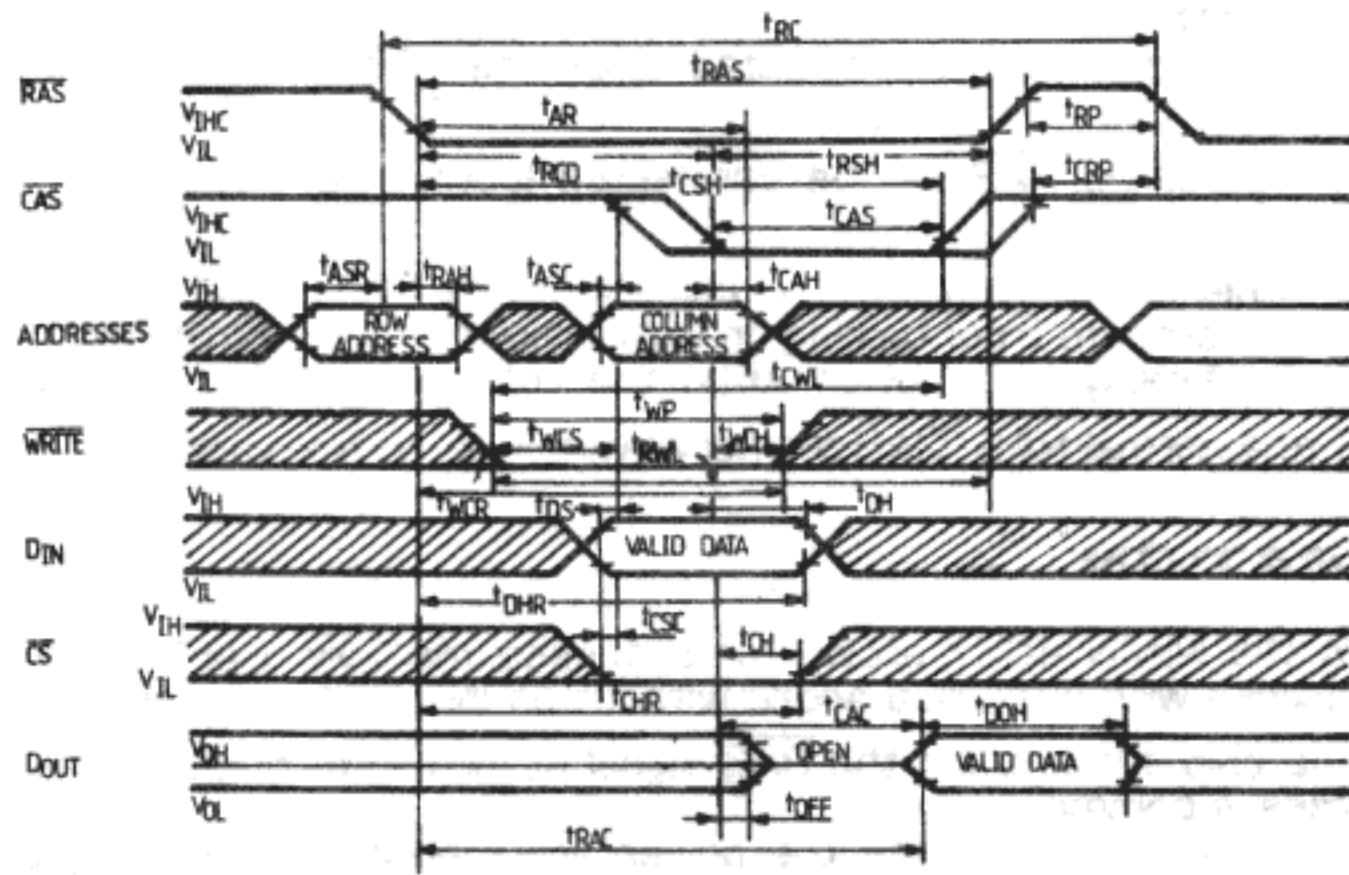 tRC
RAS
tRAS
VIHC
tAR
tRP
VIL
tRCD
tRSH
CAS
tCSH
tCRP
VIHC
tCAS
VIL
tASR
tRAH
tASC
tCAH
VIH
ADDRESSES
ROW
ADDRESS
COLUMN
ADDRESS
VIL
tCWL
tWP
WRITE
tWCS
tRWL
tWCH
VIH
tWCR
tDS
tDH
DIN
VALID DATA
VIL
tDHR
VIH
tCSC
CS
tCH
VIL
tCHR
tCAC
tDOH
VOH
DOUT
OPEN
VALID DATA
VOL
tOFF
tRAC